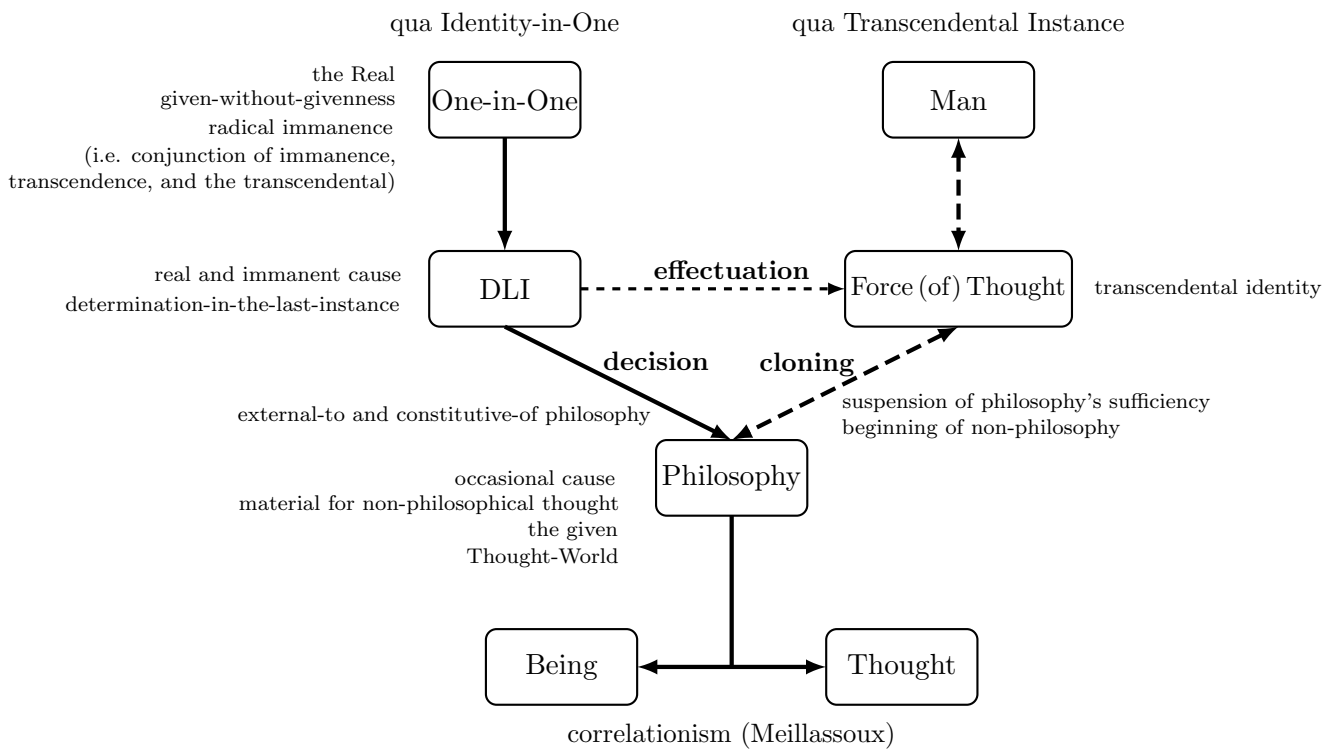 qua Identity-in-One
qua Transcendental Instance
the Real
given-without-givenness
radical immanence
(i.e. conjunction of immanence,
transcendence, and the transcendental)
One-in-One
Man
real and immanent cause
determination-in-the-last-instance
DLI
effectuation
Force (of) Thought
transcendental identity
decision
cloning
external-to and constitutive-of philosophy
suspension of philosophy's sufficiency
beginning of non-philosophy
occasional cause
material for non-philosophical thought
the given
Thought-World
Philosophy
Being
Thought
correlationism (Meillassoux)